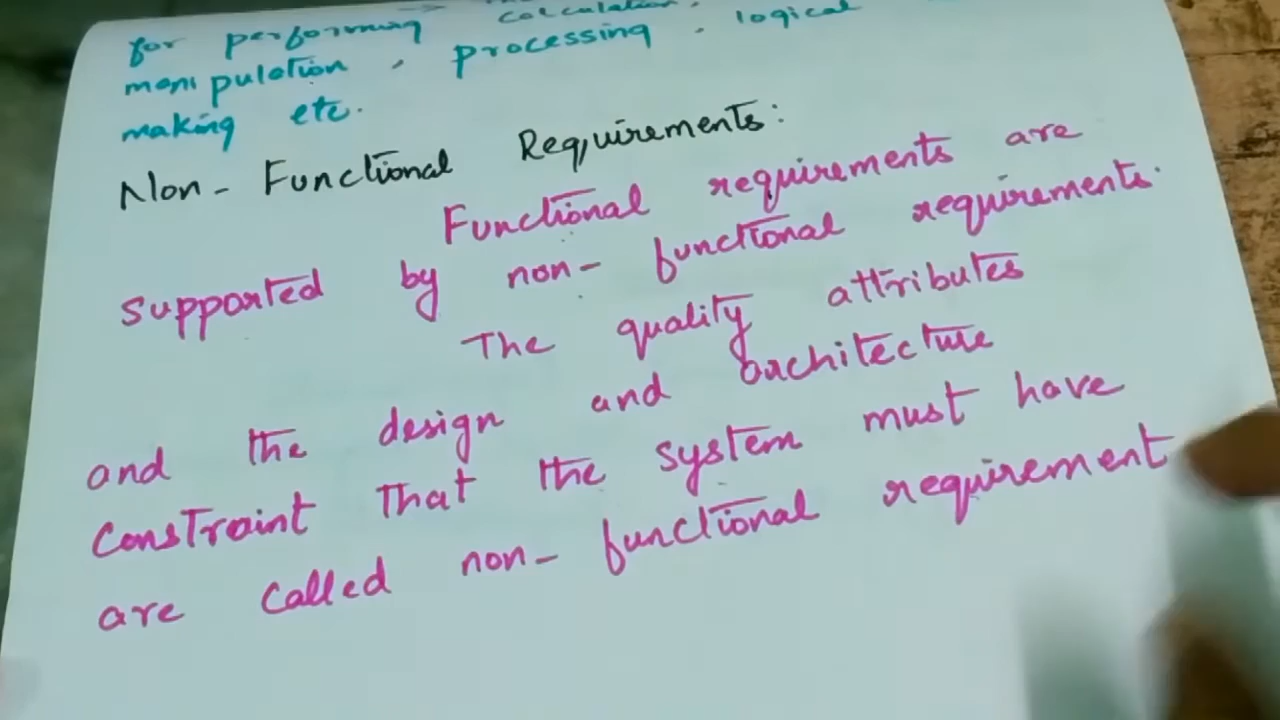 for performing calculation,
manipulation, processing, logical
making etc.
Non-Functional Requirements:
Functional requirements are
supported by non-functional requirements.
The quality attributes
and the design and architecture
constraint that the system must have
are called non-functional requirement